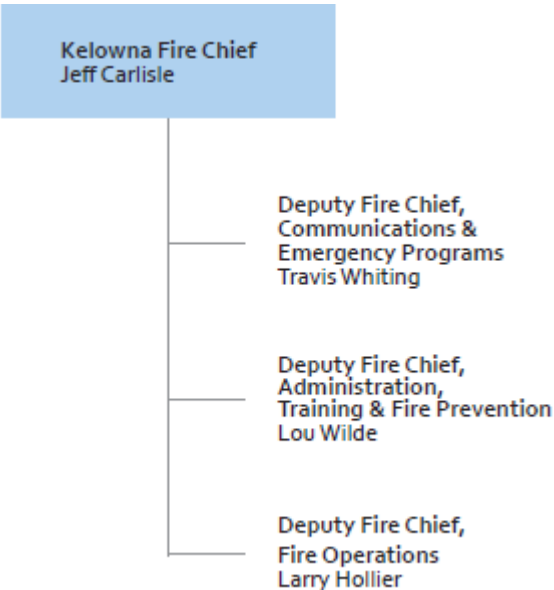 Kelowna Fire Chief
Jeff Carlisle
Deputy Fire Chief,
Communications &
Emergency Programs
Travis Whiting
Deputy Fire Chief,
Administration,
Training & Fire Prevention
Lou Wilde
Deputy Fire Chief,
Fire Operations
Larry Hollier